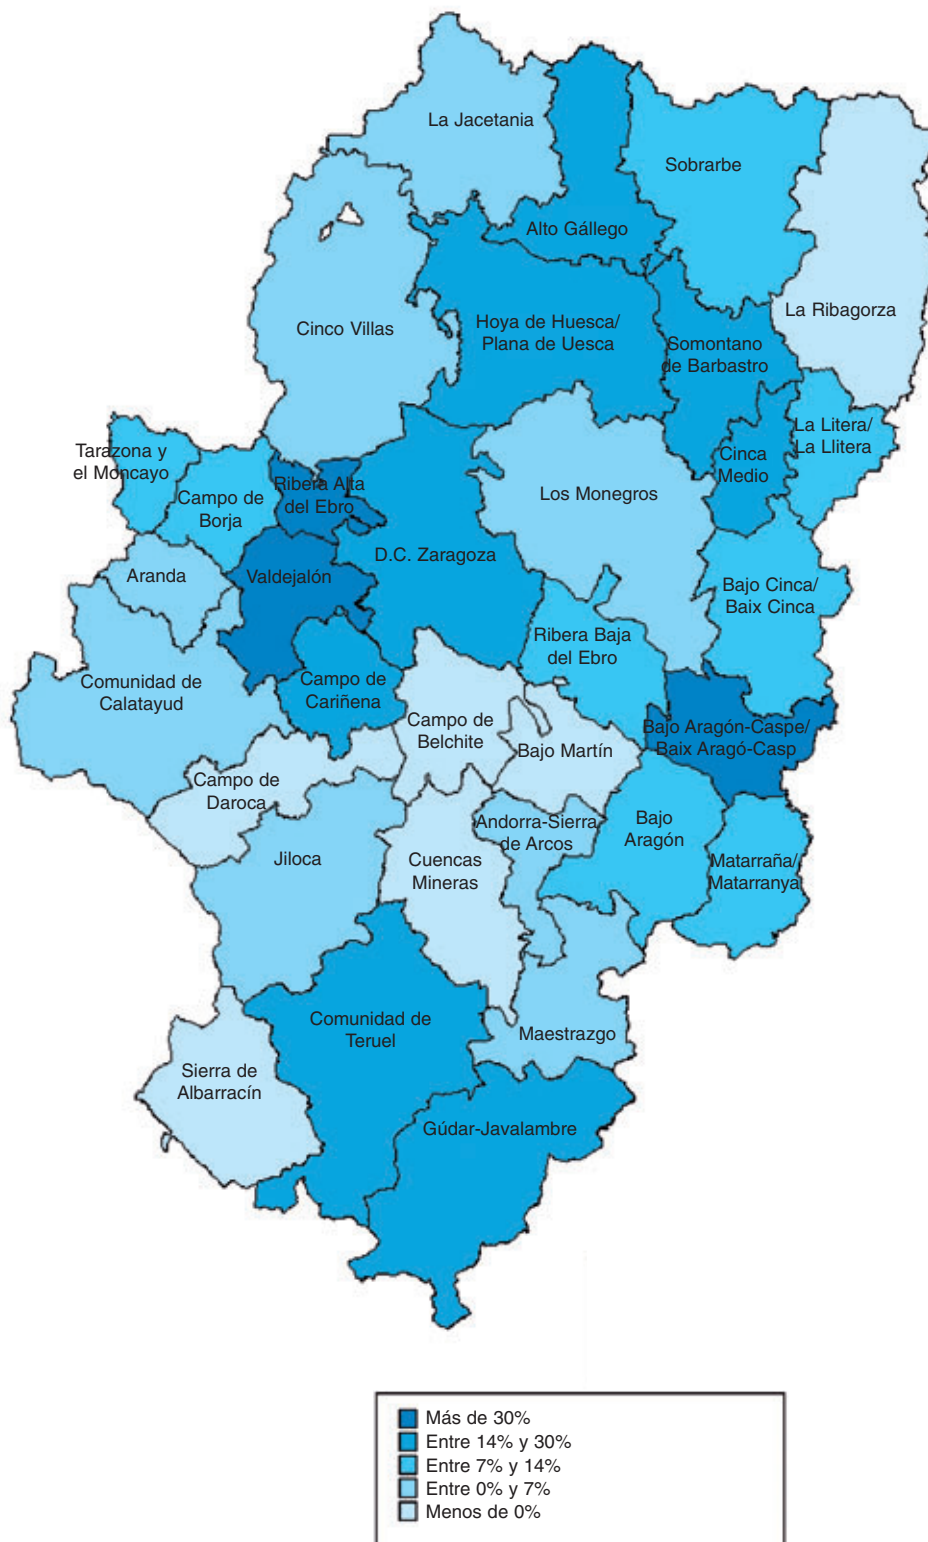 La Jacetania
Sobrarbe
Alto Gállego
La Ribagorza
Cinco Villas
Hoya de Huesca/
Plana de Uesca
Somontano
de Barbastro
La Litera/
La Llitera
Tarazona y
el Moncayo
Cinca
Medio
Ribera Alta
del Ebro
Campo de
Borja
Los Monegros
D.C. Zaragoza
Aranda
Valdejalón
Bajo Cinca/
Baix Cinca
Ribera Baja
del Ebro
Comunidad de
Calatayud
Campo de
Cariñena
Campo de
Belchite
Bajo Aragón-Caspe/
Baix Aragó-Casp
Bajo Martín
Campo de
Daroca
Andorra-Sierra
de Arcos
Bajo
Aragón
Jiloca
Cuencas
Mineras
Matarraña/
Matarranya
Comunidad de
Teruel
Maestrazgo
Sierra de
Albarracín
Gúdar-Javalambre
Más de 30%
Entre 14% y 30%
Entre 7% y 14%
Entre 0% y 7%
Menos de 0%